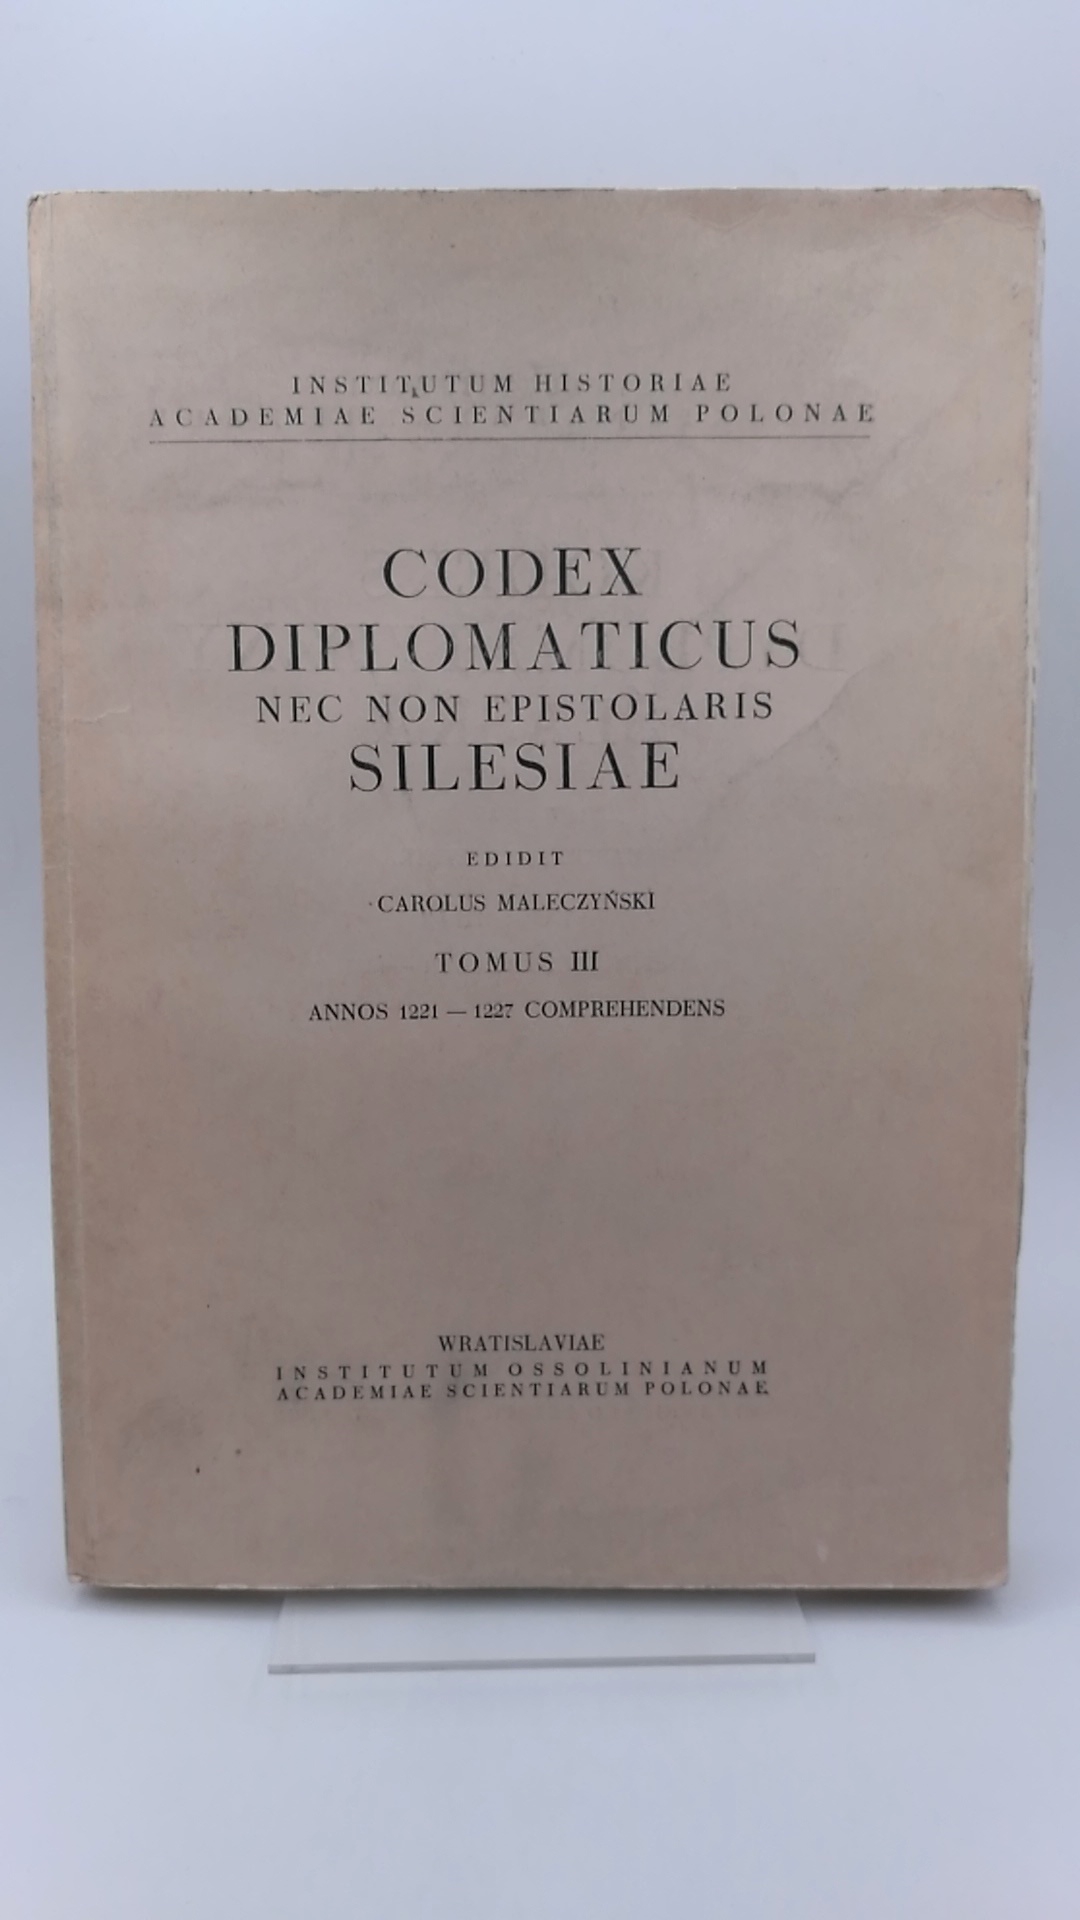 INSTITUTUM HISTORIAE
ACADEMIAE SCIENTIARUM POLONAE
CODEX
DIPLOMATICUS
NEC NON EPISTOLARIS
SILESIAE
EDIDIT
CAROLUS MALECZYŃSKI
TOMUS III
ANNOS 1221 — 1227 COMPREHENDENS
WRATISLAVIAE
INSTITUTUM OSSOLINIANUM
ACADEMIAE SCIENTIARUM POLONAE